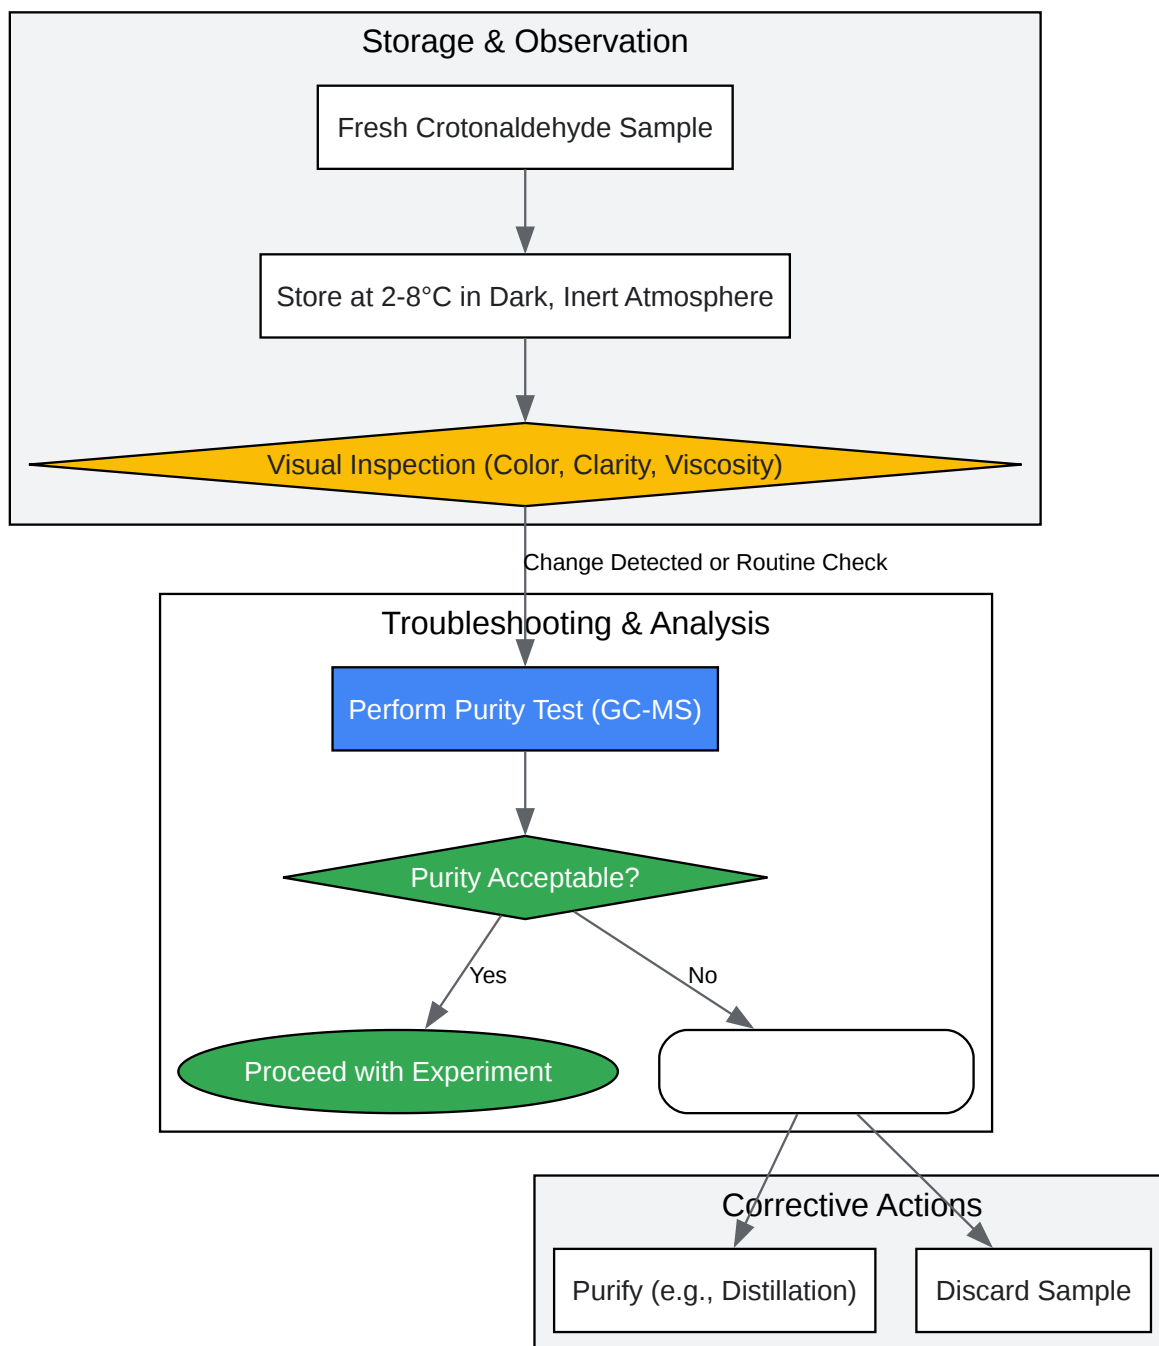 Storage & Observation
Fresh Crotonaldehyde Sample
Store at 2-8°C in Dark, Inert Atmosphere
Visual Inspection (Color, Clarity, Viscosity)
Change Detected or Routine Check
Troubleshooting & Analysis
Perform Purity Test (GC-MS)
Purity Acceptable?
Yes
No
Proceed with Experiment
Corrective Actions
Purify (e.g., Distillation)
Discard Sample